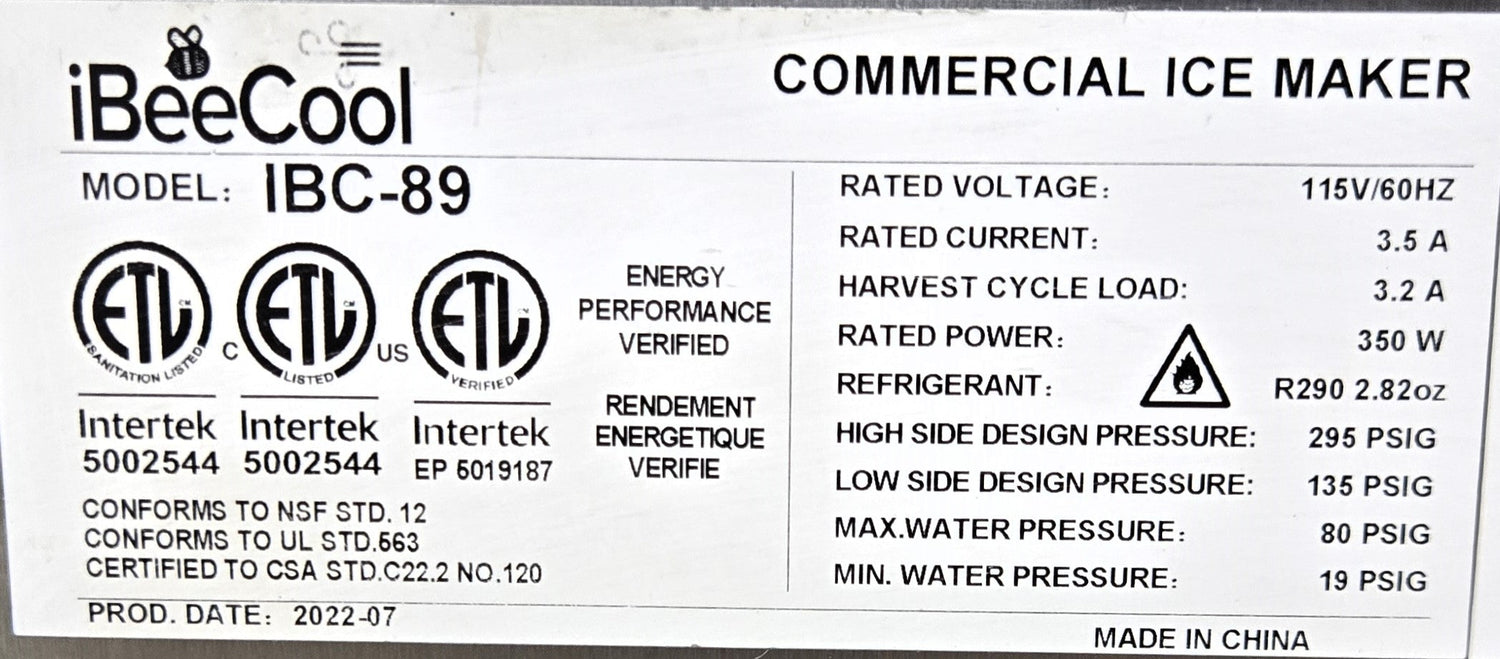 iBeeCool
COMMERCIAL ICE MAKER
MODEL: IBC-89
ETL CM SANITATION LISTED
C ETL CM LISTED US
ETL CM VERIFIED
Intertek
5002544
Intertek
5002544
Intertek
EP 5019187
ENERGY
PERFORMANCE
VERIFIED
RENDEMENT
ENERGETIQUE
VERIFIE
CONFORMS TO NSF STD. 12
CONFORMS TO UL STD.563
CERTIFIED TO CSA STD.C22.2 NO.120
PROD. DATE: 2022-07
RATED VOLTAGE: 115V/60HZ
RATED CURRENT: 3.5 A
HARVEST CYCLE LOAD: 3.2 A
RATED POWER: 350 W
REFRIGERANT: R290 2.82oz
HIGH SIDE DESIGN PRESSURE: 295 PSIG
LOW SIDE DESIGN PRESSURE: 135 PSIG
MAX.WATER PRESSURE: 80 PSIG
MIN. WATER PRESSURE: 19 PSIG
MADE IN CHINA